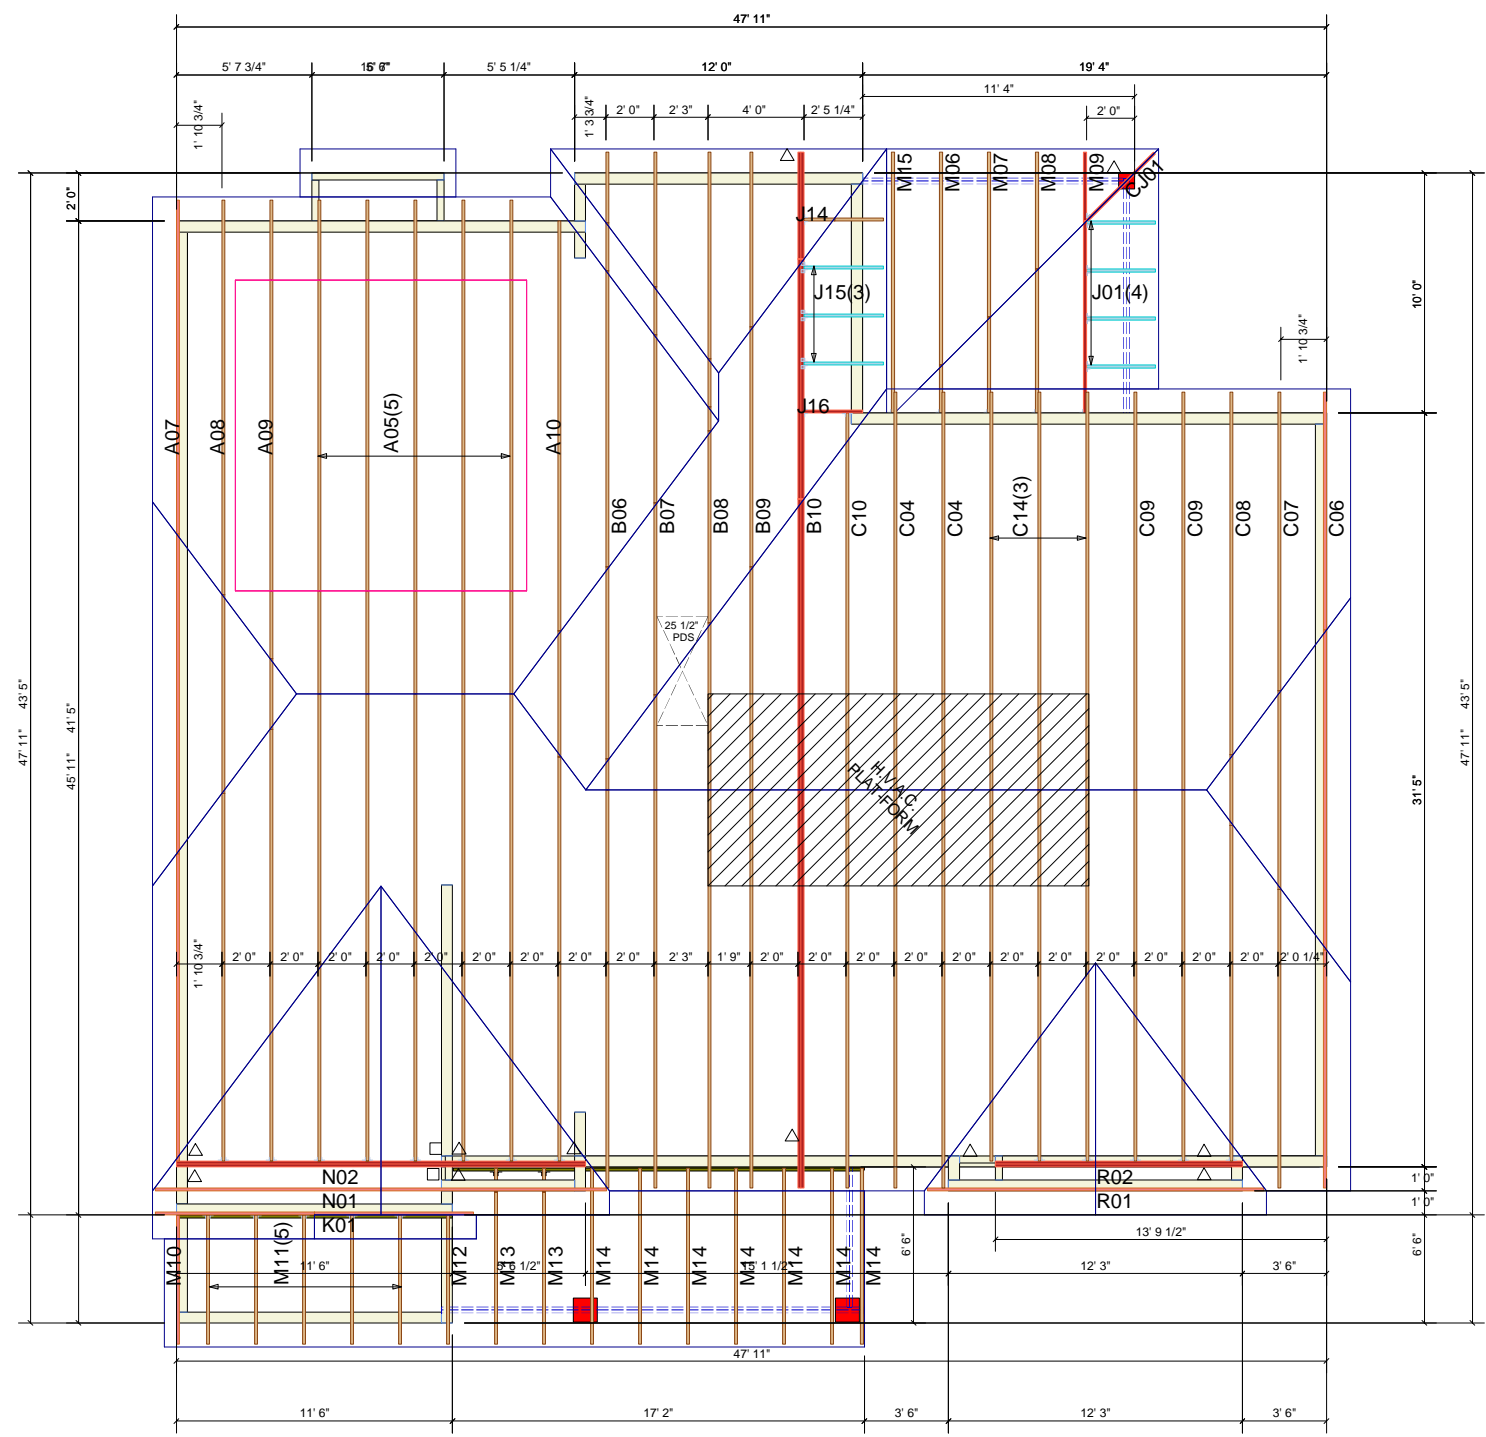 47' 11"
5' 7 3/4"
5' 5 1/4"
12' 0"
19' 4"
11' 4"
1' 10 3/4"
1' 3 3/4"
2' 0"
2' 3"
4' 0"
2' 5 1/4"
2' 0"
2' 0"
M15
M06
M07
M08
M09
CJ01
J14
J15(3)
J01(4)
J16
10' 0"
1' 10 3/4"
A07
A08
A09
A05(5)
A10
B06
B07
B08
B09
B10
C10
C04
C04
C14(3)
C09
C09
C08
C07
C06
25 1/2"
PDS
43' 5"
47' 11"
41' 5"
45' 11"
H.V.A.C.
PLAT-FORM
31' 5"
43' 5"
47' 11"
1' 10 3/4"
2' 0"
2' 0"
2' 0"
2' 0"
2' 0"
2' 0"
2' 0"
2' 0"
2' 0"
2' 3"
1' 9"
2' 0"
2' 0"
2' 0"
2' 0"
2' 0"
2' 0"
2' 0"
2' 0"
2' 0"
2' 0"
2' 0 1/4"
N02
N01
K01
R02
R01
1' 0"
1' 0"
M10
M11(5)
11' 6"
M12
M13
M13
5' 6 1/2"
M14
M14
M14
M14
15' 1 1/2"
M14
M14
M14
6' 6"
13' 9 1/2"
12' 3"
3' 6"
6' 6"
47' 11"
11' 6"
17' 2"
3' 6"
12' 3"
3' 6"